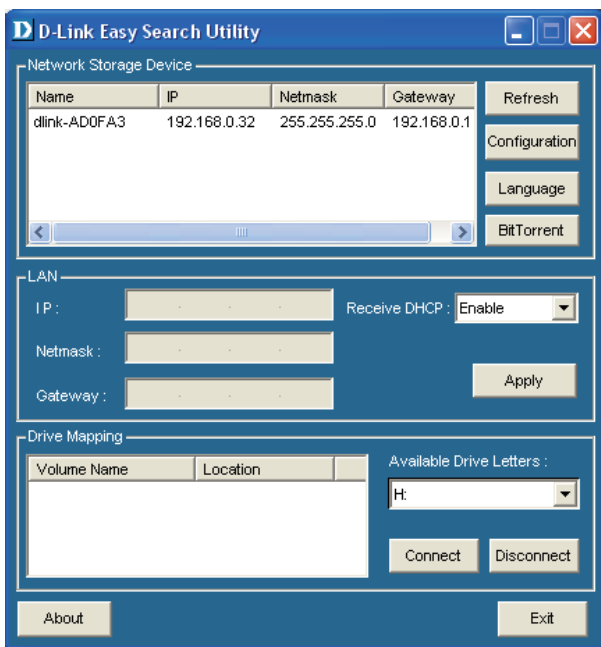 D D-Link Easy Search Utility
Network Storage Device
Name IP Netmask Gateway
dlink-AD0FA3 192.168.0.32 255.255.255.0 192.168.0.1
Refresh
Configuration
Language
BitTorrent
LAN
IP :
Receive DHCP : Enable
Netmask :
Gateway :
Apply
Drive Mapping
Volume Name Location
Available Drive Letters :
H:
Connect Disconnect
About Exit